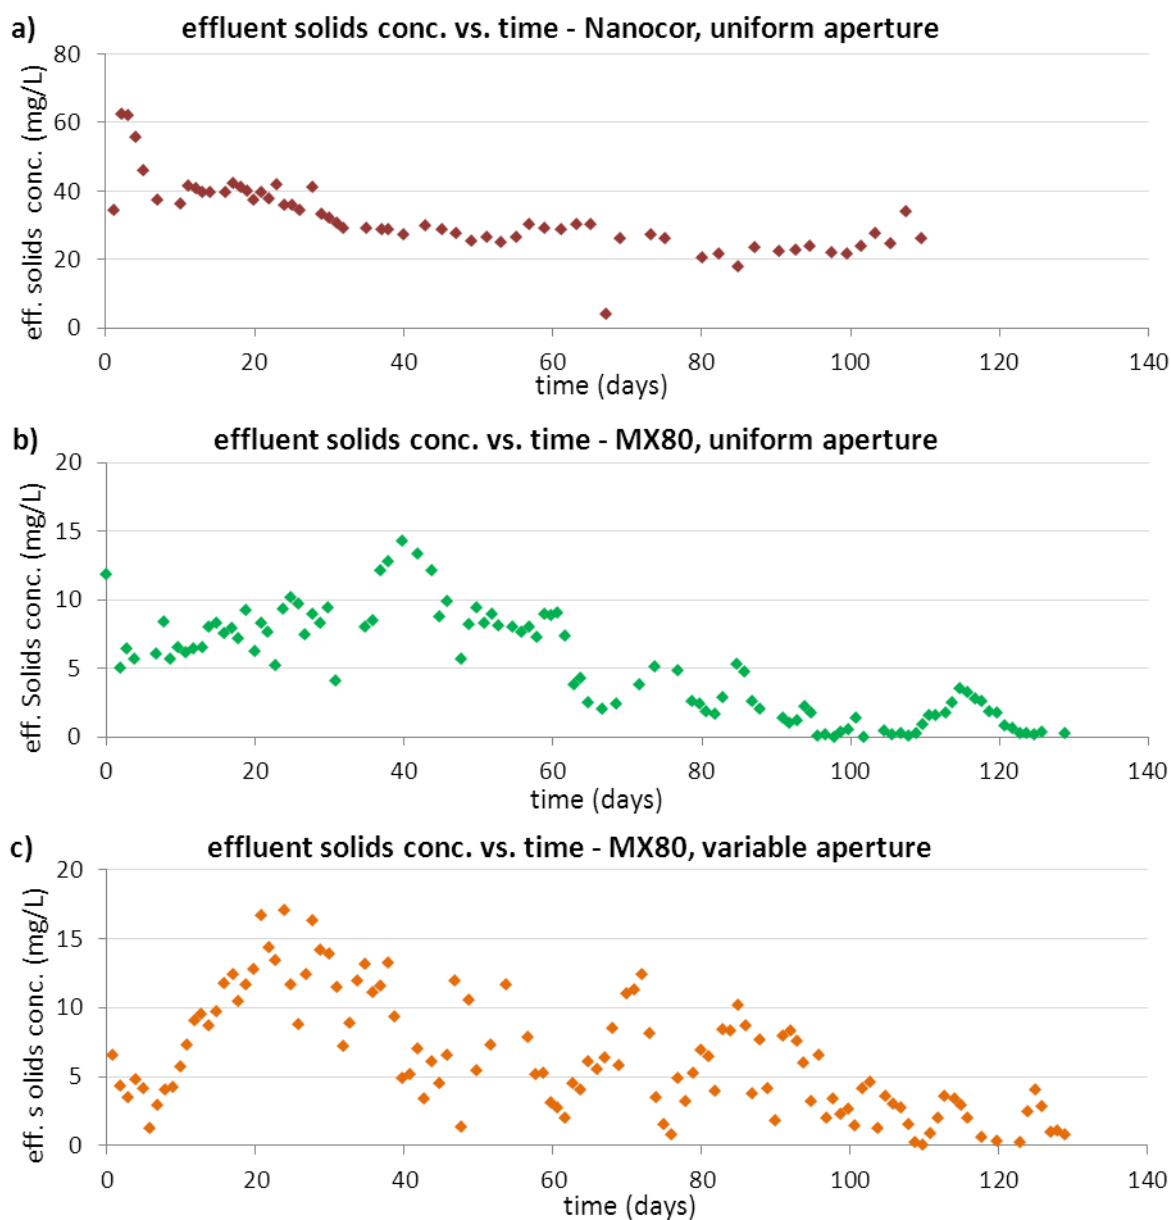 a) effluent solids conc. vs. time - Nanocor, uniform aperture
eff. solids conc. (mg/L)
80
60
40
20
0
0 20 40 60 80 100 120 140
time (days)
b) effluent solids conc. vs. time - MX80, uniform aperture
eff. Solids conc. (mg/L)
20
15
10
5
0
0 20 40 60 80 100 120 140
time (days)
c) effluent solids conc. vs. time - MX80, variable aperture
eff. s olids conc. (mg/L)
20
15
10
5
0
0 20 40 60 80 100 120 140
time (days)